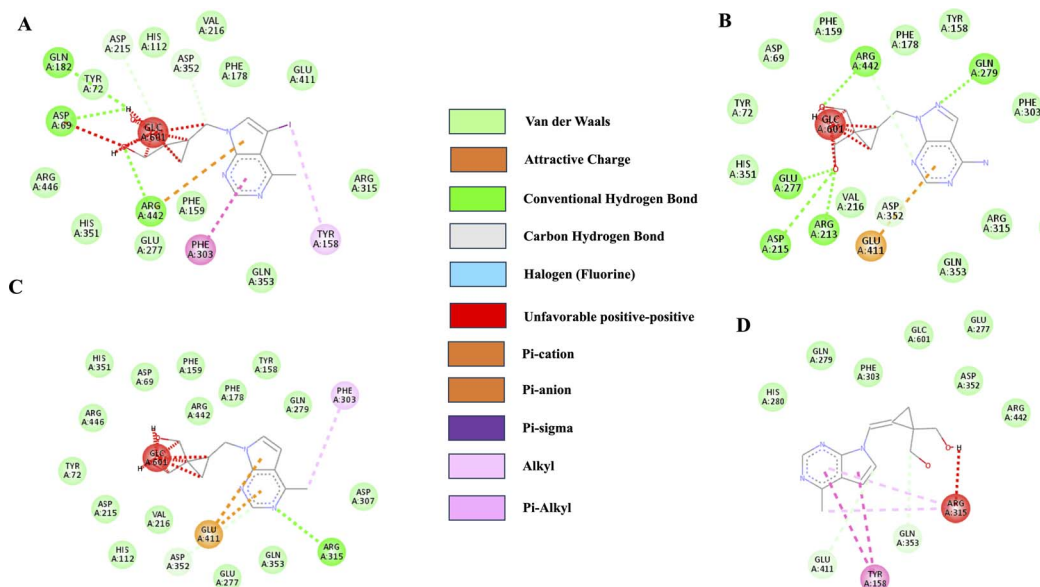 A
VAL
A:216
ASP
A:215
HIS
A:112
GLN
A:182
ASP
A:352
TYR
A:72
PHE
A:178
GLU
A:411
ASP
A:69
H
GLC
A:601
H
I
N
N
N
ARG
A:446
ARG
A:442
PHE
A:159
ARG
A:315
HIS
A:351
GLU
A:277
PHE
A:303
TYR
A:158
GLN
A:353
Van der Waals
Attractive Charge
Conventional Hydrogen Bond
Carbon Hydrogen Bond
Halogen (Fluorine)
Unfavorable positive-positive
Pi-cation
Pi-anion
Pi-sigma
Alkyl
Pi-Alkyl
B
PHE
A:159
TYR
A:158
ASP
A:69
ARG
A:442
PHE
A:178
GLN
A:279
TYR
A:72
H
GLC
A:601
N
N
N
N
N
PHE
A:303
HIS
A:351
GLU
A:277
O
VAL
A:216
ASP
A:352
ASP
A:215
ARG
A:213
GLU
A:411
ARG
A:315
GLN
A:353
C
HIS
A:351
ASP
A:69
PHE
A:159
TYR
A:158
PHE
A:303
ARG
A:446
ARG
A:442
PHE
A:178
GLN
A:279
H
GLC
A:601
H
N
N
N
TYR
A:72
ASP
A:215
VAL
A:216
ASP
A:307
HIS
A:112
ASP
A:352
GLU
A:411
GLU
A:277
GLN
A:353
ARG
A:315
D
GLC
A:601
GLU
A:277
GLN
A:279
PHE
A:303
ASP
A:352
HIS
A:280
ARG
A:442
N
N
N
O
H
O
ARG
A:315
GLU
A:411
GLN
A:353
TYR
A:158